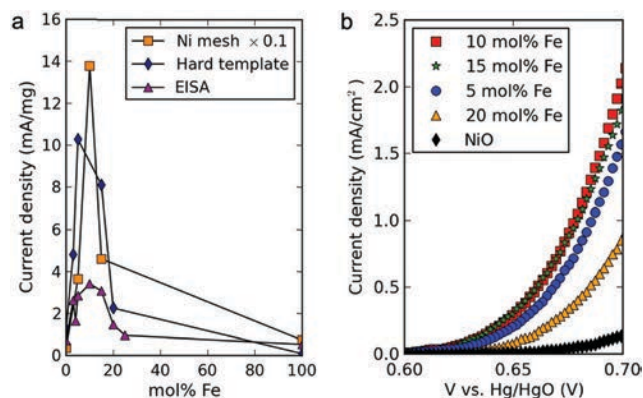 a
16
14
12
10
8
6
4
2
0
0 20 40 60 80 100
Current density (mA/mg)
mol% Fe
Ni mesh × 0.1
Hard template
EISA
b
2.5
2.0
1.5
1.0
0.5
0.0
0.60 0.65 0.70
Current density (mA/cm²)
V vs. Hg/HgO (V)
10 mol% Fe
15 mol% Fe
5 mol% Fe
20 mol% Fe
NiO